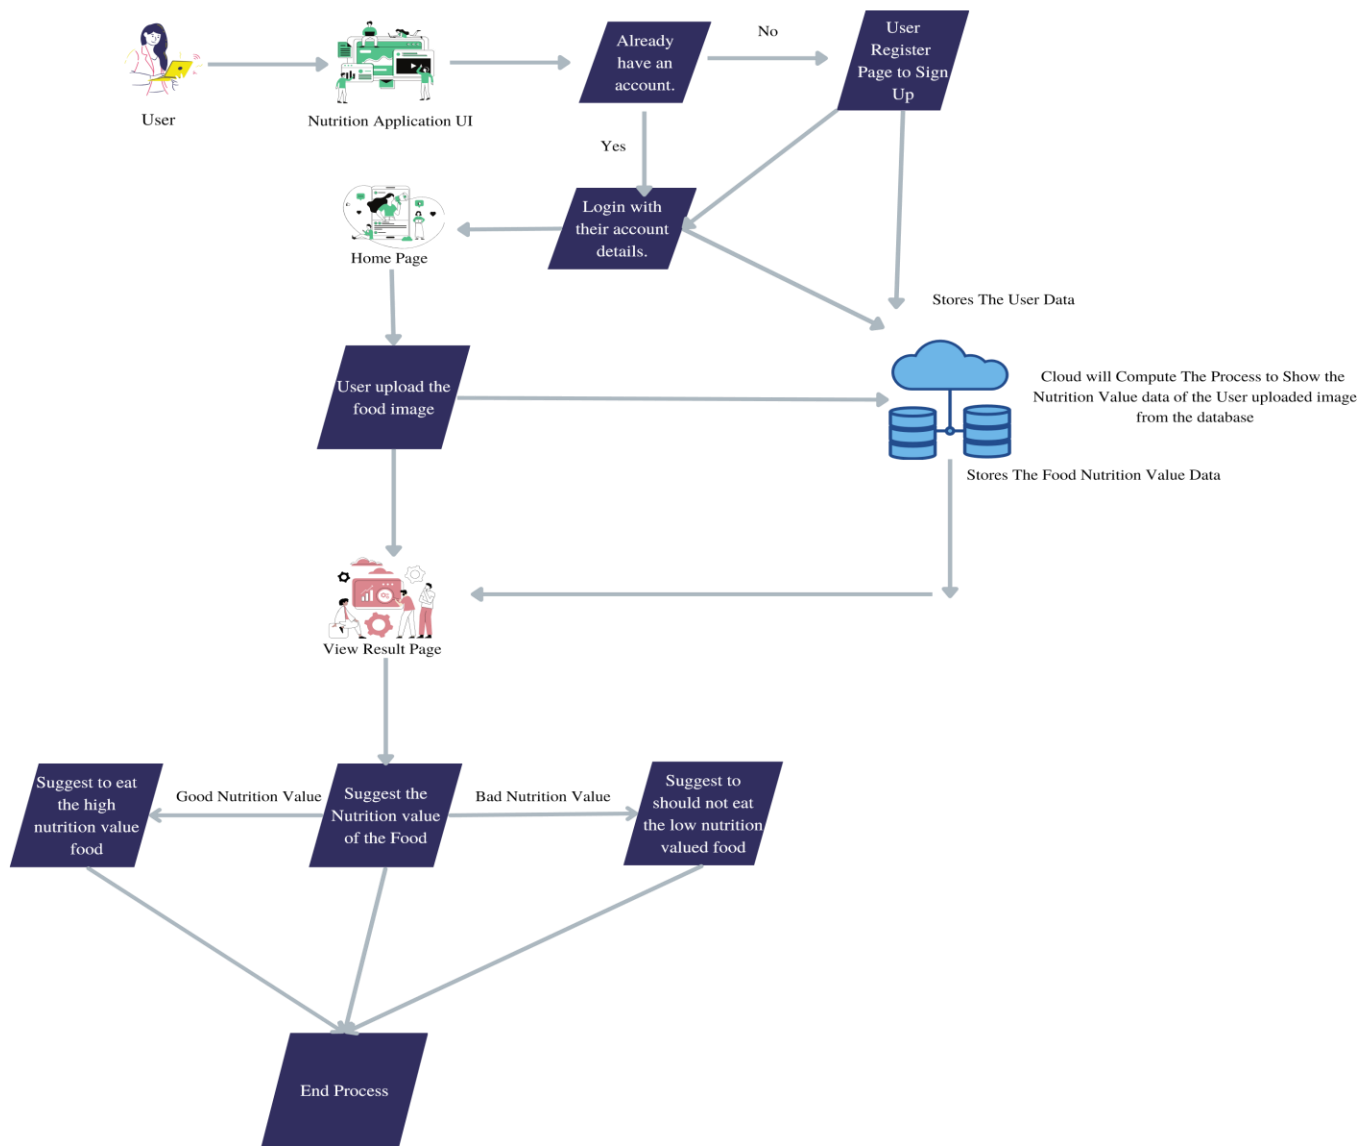 User
Nutrition Application UI
Already
have an
account.
No
User
Register
Page to Sign
Up
Yes
Login with
their account
details.
Home Page
Stores The User Data
User upload the
food image
Cloud will Compute The Process to Show the
Nutrition Value data of the User uploaded image
from the database
Stores The Food Nutrition Value Data
View Result Page
Suggest to eat
the high
nutrition value
food
Good Nutrition Value
Suggest the
Nutrition value
of the Food
Bad Nutrition Value
Suggest to
should not eat
the low nutrition
valued food
End Process